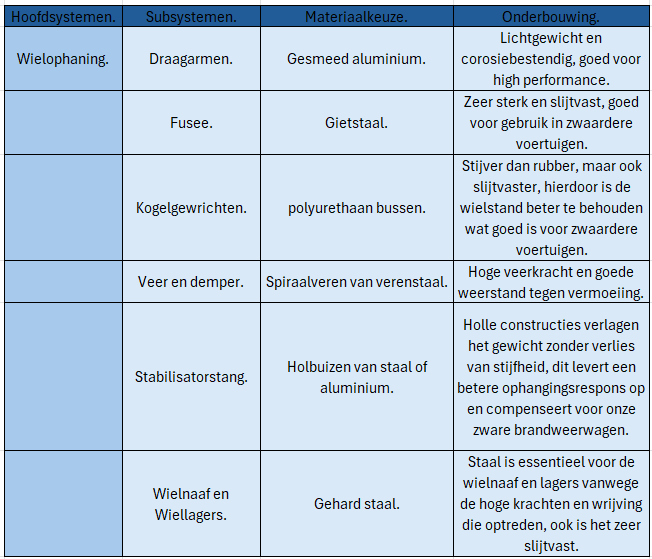 Hoofdsystemen. Subsystemen. Materiaalkeuze. Onderbouwing.
Wielophaning. Draagarmen. Gesmeed aluminium. Lichtgewicht en
corosiebestendig, goed voor
high performance.
Fusee. Gietstaal. Zeer sterk en slijtvast, goed
voor gebruik in zwaardere
voertuigen.
Kogelgewrichten. polyurethaan bussen. Stijver dan rubber, maar ook
slijtvaster, hierdoor is de
wielstand beter te behouden
wat goed is voor zwaardere
voertuigen.
Veer en demper. Spiraalveren van verenstaal. Hoge veerkracht en goede
weerstand tegen vermoeiing.
Stabilisatorstang. Holbuizen van staal of
aluminium. Holle constructies verlagen
het gewicht zonder verlies
van stijfheid, dit levert een
betere ophangingsrespons op
en compenseert voor onze
zware brandweerwagen.
Wielnaaf en
Wiellagers. Gehard staal. Staal is essentieel voor de
wielnaaf en lagers vanwege
de hoge krachten en wrijving
die optreden, ook is het zeer
slijtvast.